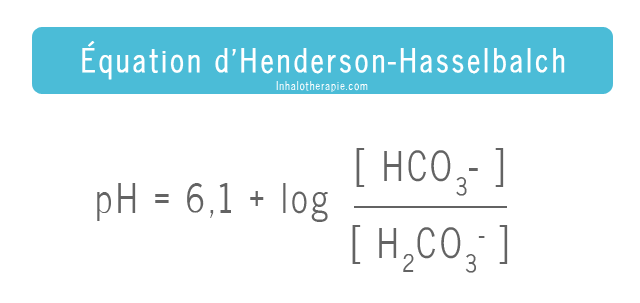 Équation d'Henderson-Hasselbalch
Inhalotherapie.com
pH = 6,1 + log [ HCO₃- ]
[ H₂CO₃⁻ ]